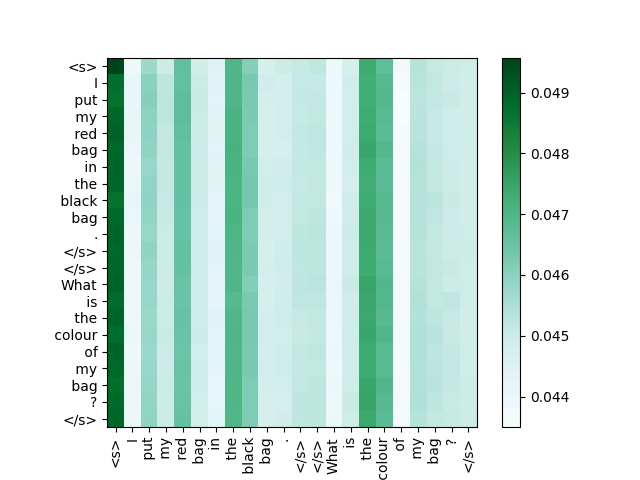 <s>
I
put
my
red
bag
in
the
black
bag
.
</s>
</s>
What
is
the
colour
of
my
bag
?
</s>
<s>
I
put
my
red
bag
in
the
black
bag
.
</s>
</s>
What
is
the
colour
of
my
bag
?
</s>
0.049
0.048
0.047
0.046
0.045
0.044